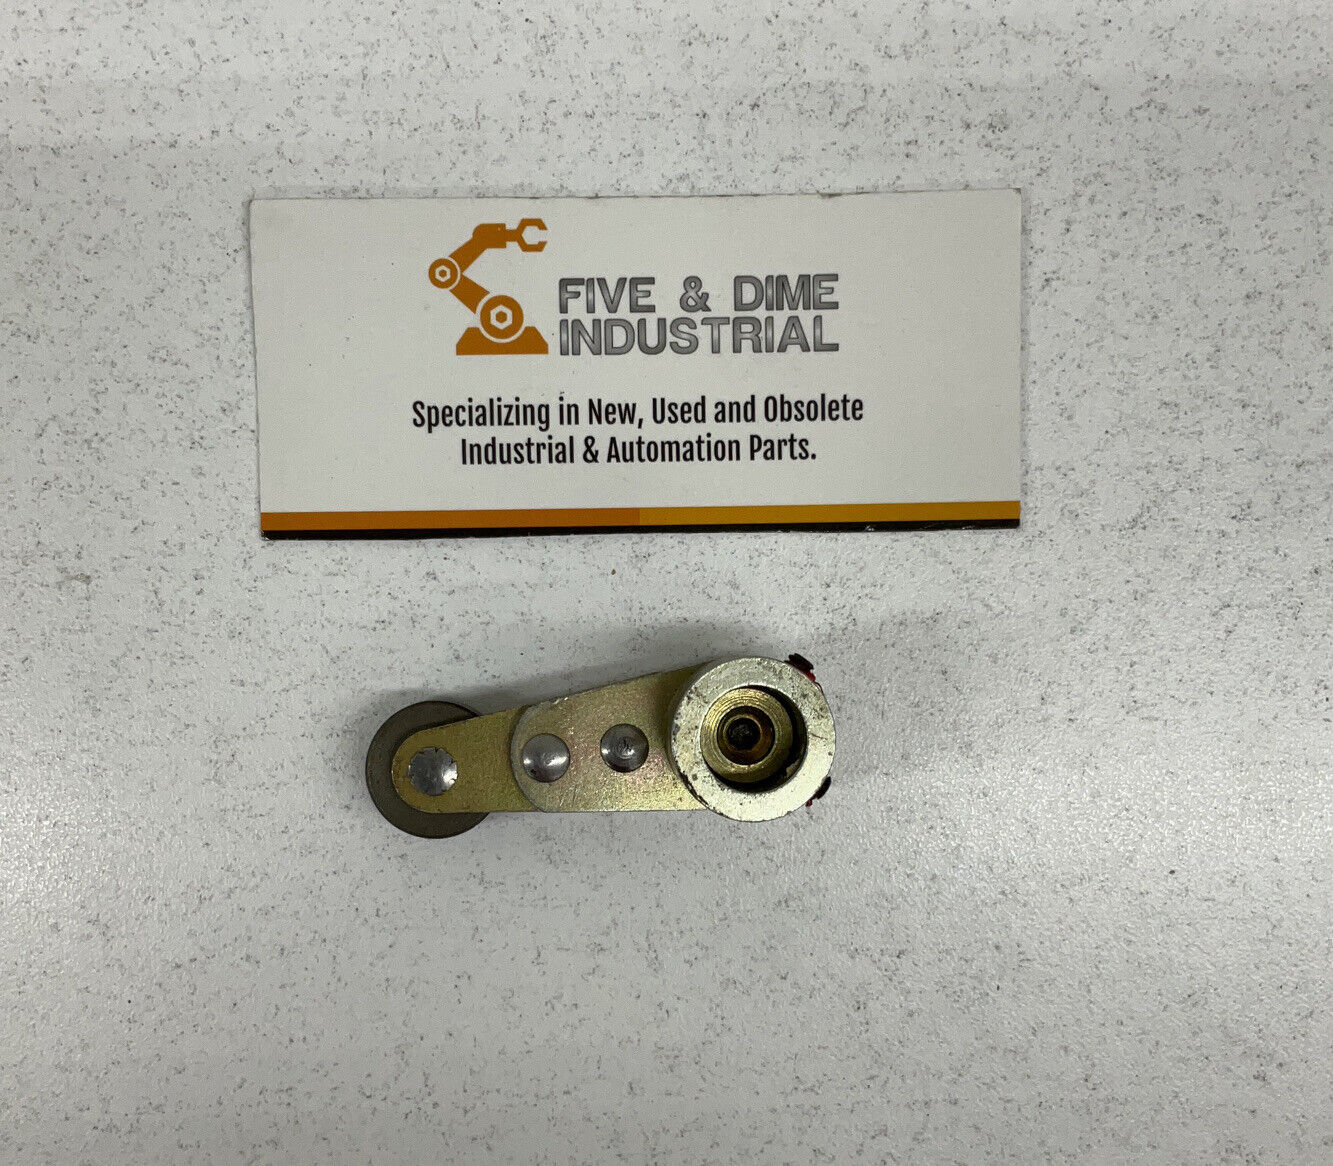 FIVE & DIME
INDUSTRIAL
Specializing in New, Used and Obsolete
Industrial & Automation Parts.